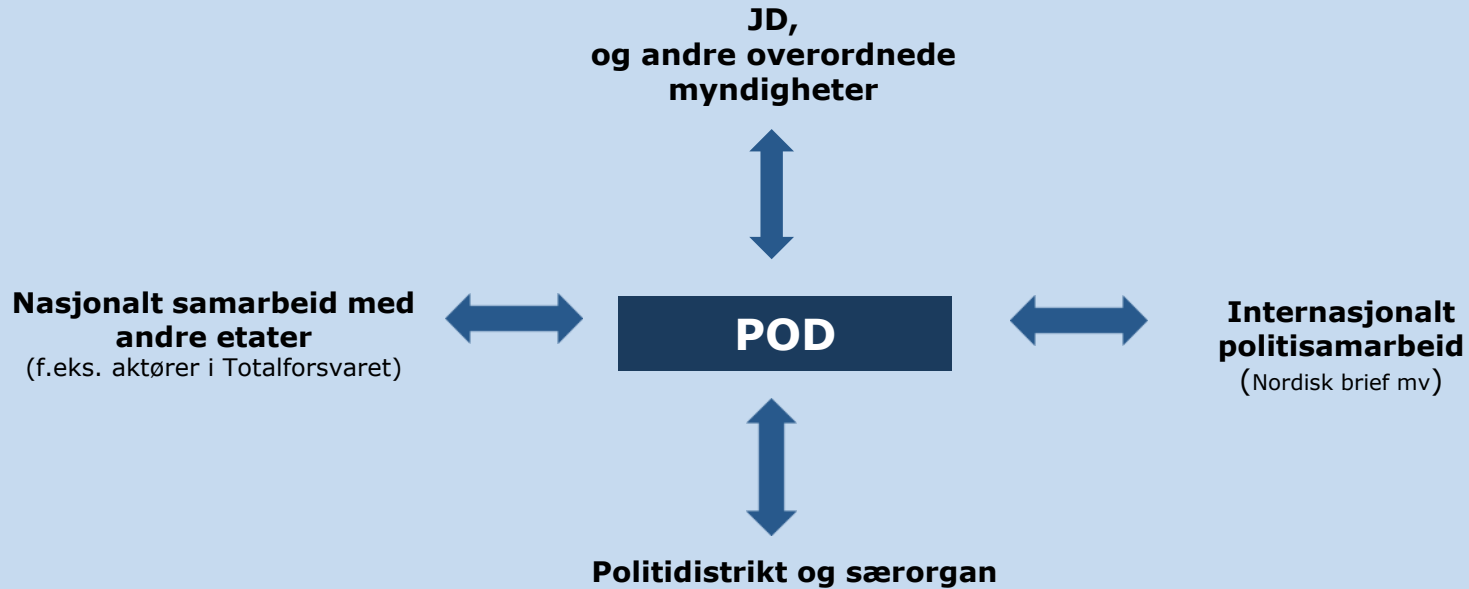 JD,
og andre overordnede
myndigheter
Nasjonalt samarbeid med
andre etater
(f.eks. aktører i Totalforsvaret)
POD
Internasjonalt
politisamarbeid
(Nordisk brief mv)
Politidistrikt og særorgan